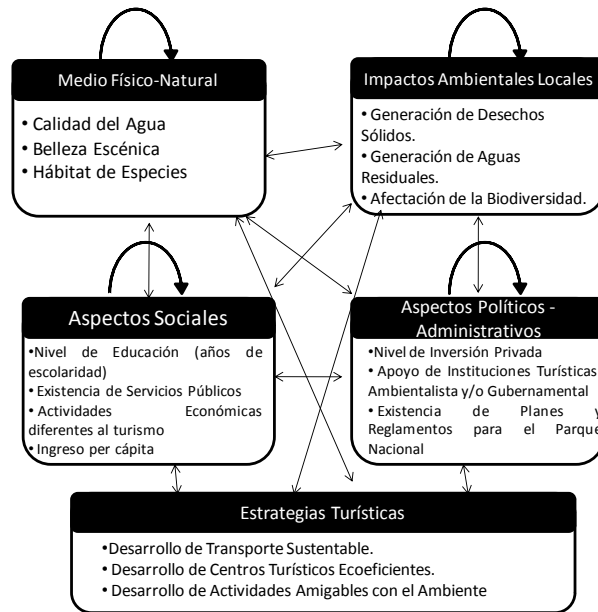 Medio Físico-Natural
• Calidad del Agua
• Belleza Escénica
• Hábitat de Especies
Impactos Ambientales Locales
• Generación de Desechos
Sólidos.
• Generación de Aguas
Residuales.
• Afectación de la Biodiversidad.
Aspectos Sociales
•Nivel de Educación (años de
escolaridad)
•Existencia de Servicios Públicos
•Actividades Económicas
diferentes al turismo
•Ingreso per cápita
Aspectos Políticos -
Administrativos
•Nivel de Inversión Privada
• Apoyo de Instituciones Turísticas
Ambientalista y/o Gubernamental
• Existencia de Planes y
Reglamentos para el Parque
Nacional
Estrategias Turísticas
•Desarrollo de Transporte Sustentable.
•Desarrollo de Centros Turísticos Ecoeficientes.
•Desarrollo de Actividades Amigables con el Ambiente